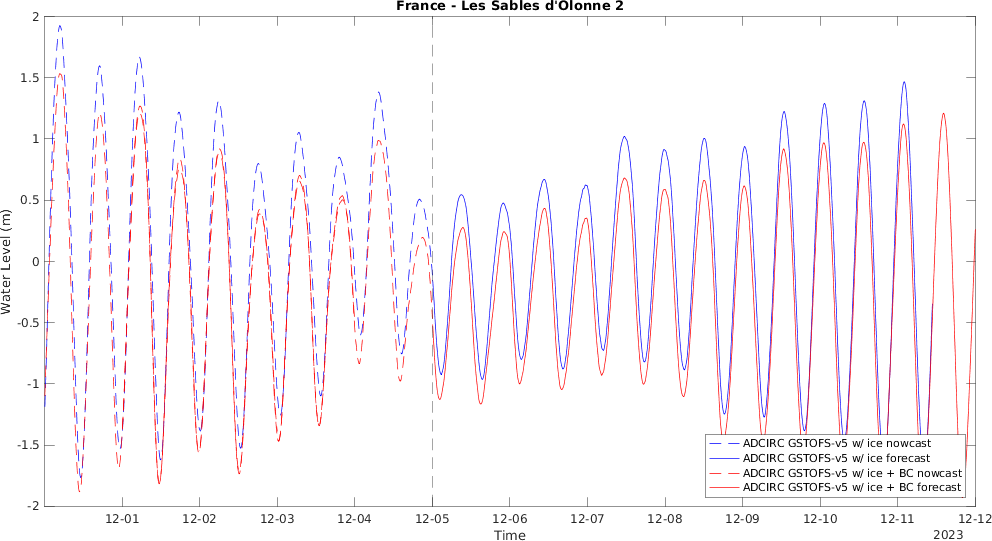 France - Les Sables d'Olonne 2
2
1.5
1
0.5
0
-0.5
-1
-1.5
-2
Water Level (m)
ADCIRC GSTOFS-v5 w/ ice nowcast
ADCIRC GSTOFS-v5 w/ ice forecast
ADCIRC GSTOFS-v5 w/ ice + BC nowcast
ADCIRC GSTOFS-v5 w/ ice + BC forecast
12-01 12-02 12-03 12-04 12-05 12-06 12-07 12-08 12-09 12-10 12-11 12-12
Time
2023